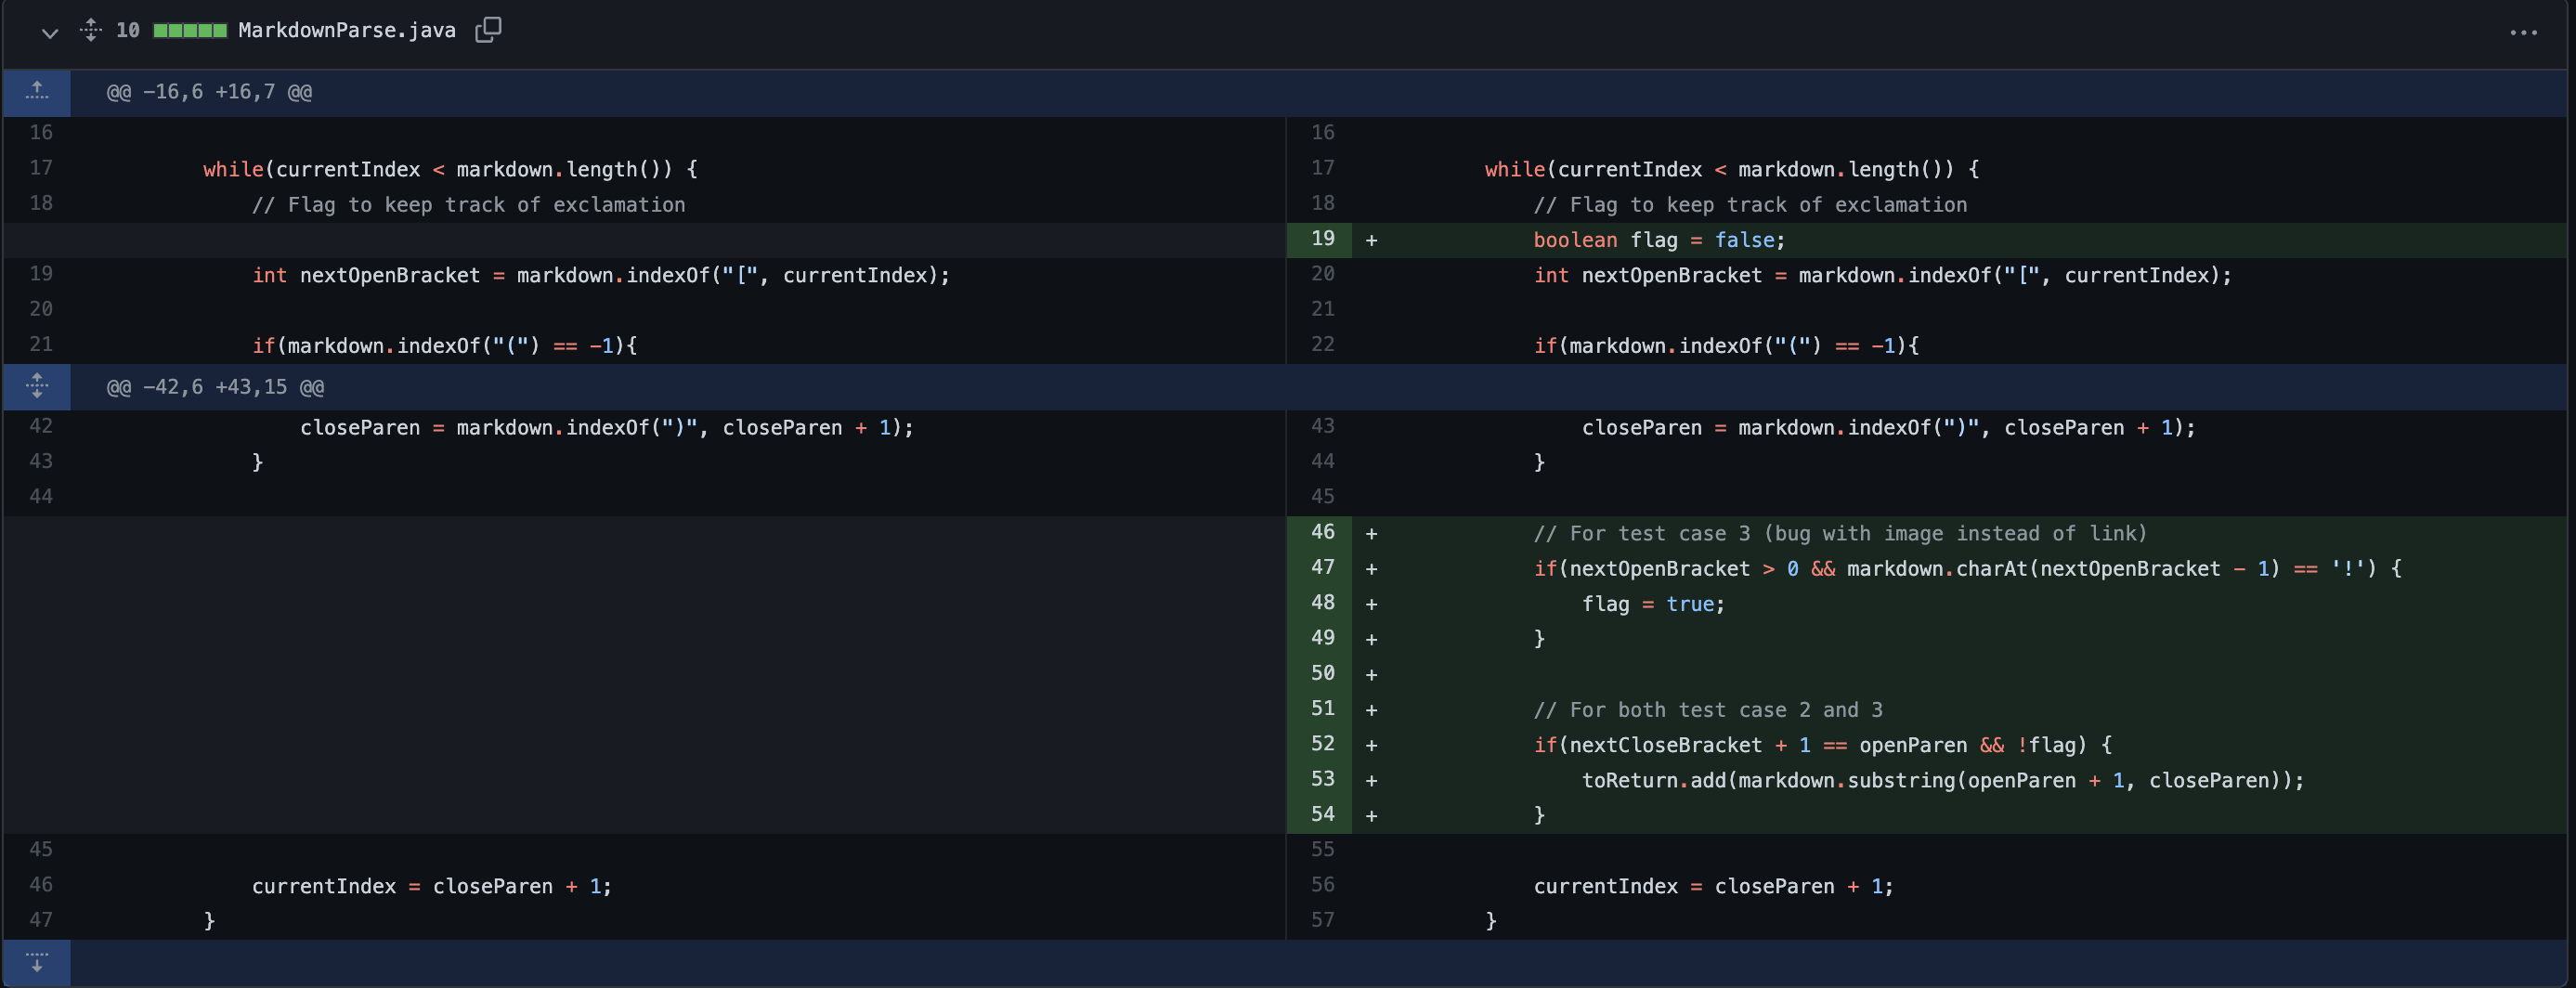 10 MarkdownParse.java
@@ -16,6 +16,7 @@
16
17 while(currentIndex < markdown.length()) {
18 // Flag to keep track of exclamation
19 int nextOpenBracket = markdown.indexOf("[", currentIndex);
20
21 if(markdown.indexOf("(") == -1){
16
17 while(currentIndex < markdown.length()) {
18 // Flag to keep track of exclamation
19 + boolean flag = false;
20 int nextOpenBracket = markdown.indexOf("[", currentIndex);
21
22 if(markdown.indexOf("(") == -1){
@@ -42,6 +43,15 @@
42 closeParen = markdown.indexOf(")", closeParen + 1);
43 }
44
45
46 currentIndex = closeParen + 1;
47 }
43 closeParen = markdown.indexOf(")", closeParen + 1);
44 }
45
46 + // For test case 3 (bug with image instead of link)
47 + if(nextOpenBracket > 0 && markdown.charAt(nextOpenBracket - 1) == '!') {
48 + flag = true;
49 + }
50 +
51 + // For both test case 2 and 3
52 + if(nextCloseBracket + 1 == openParen && !flag) {
53 + toReturn.add(markdown.substring(openParen + 1, closeParen));
54 + }
55
56 currentIndex = closeParen + 1;
57 }